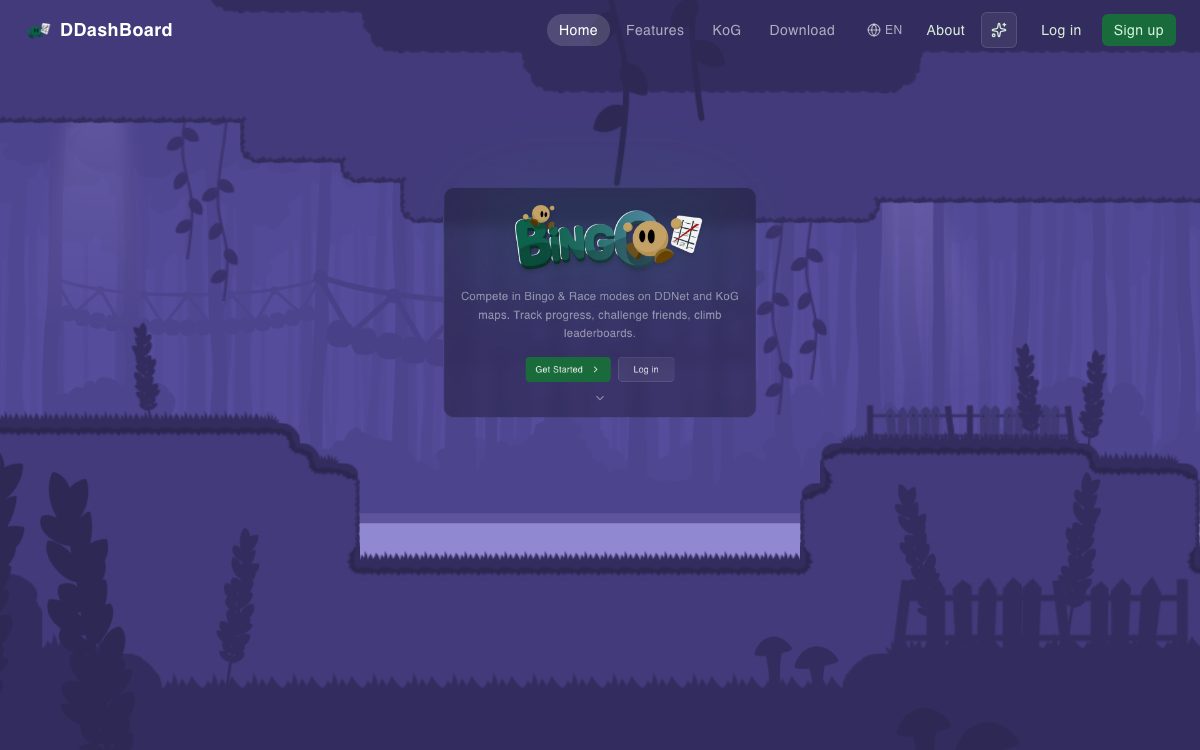 DDashBoard
Home
Features
KoG
Download
EN
About
Log in
Sign up
BiNGO
Compete in Bingo & Race modes on DDNet and KoG
maps. Track progress, challenge friends, climb
leaderboards.
Get Started
Log in